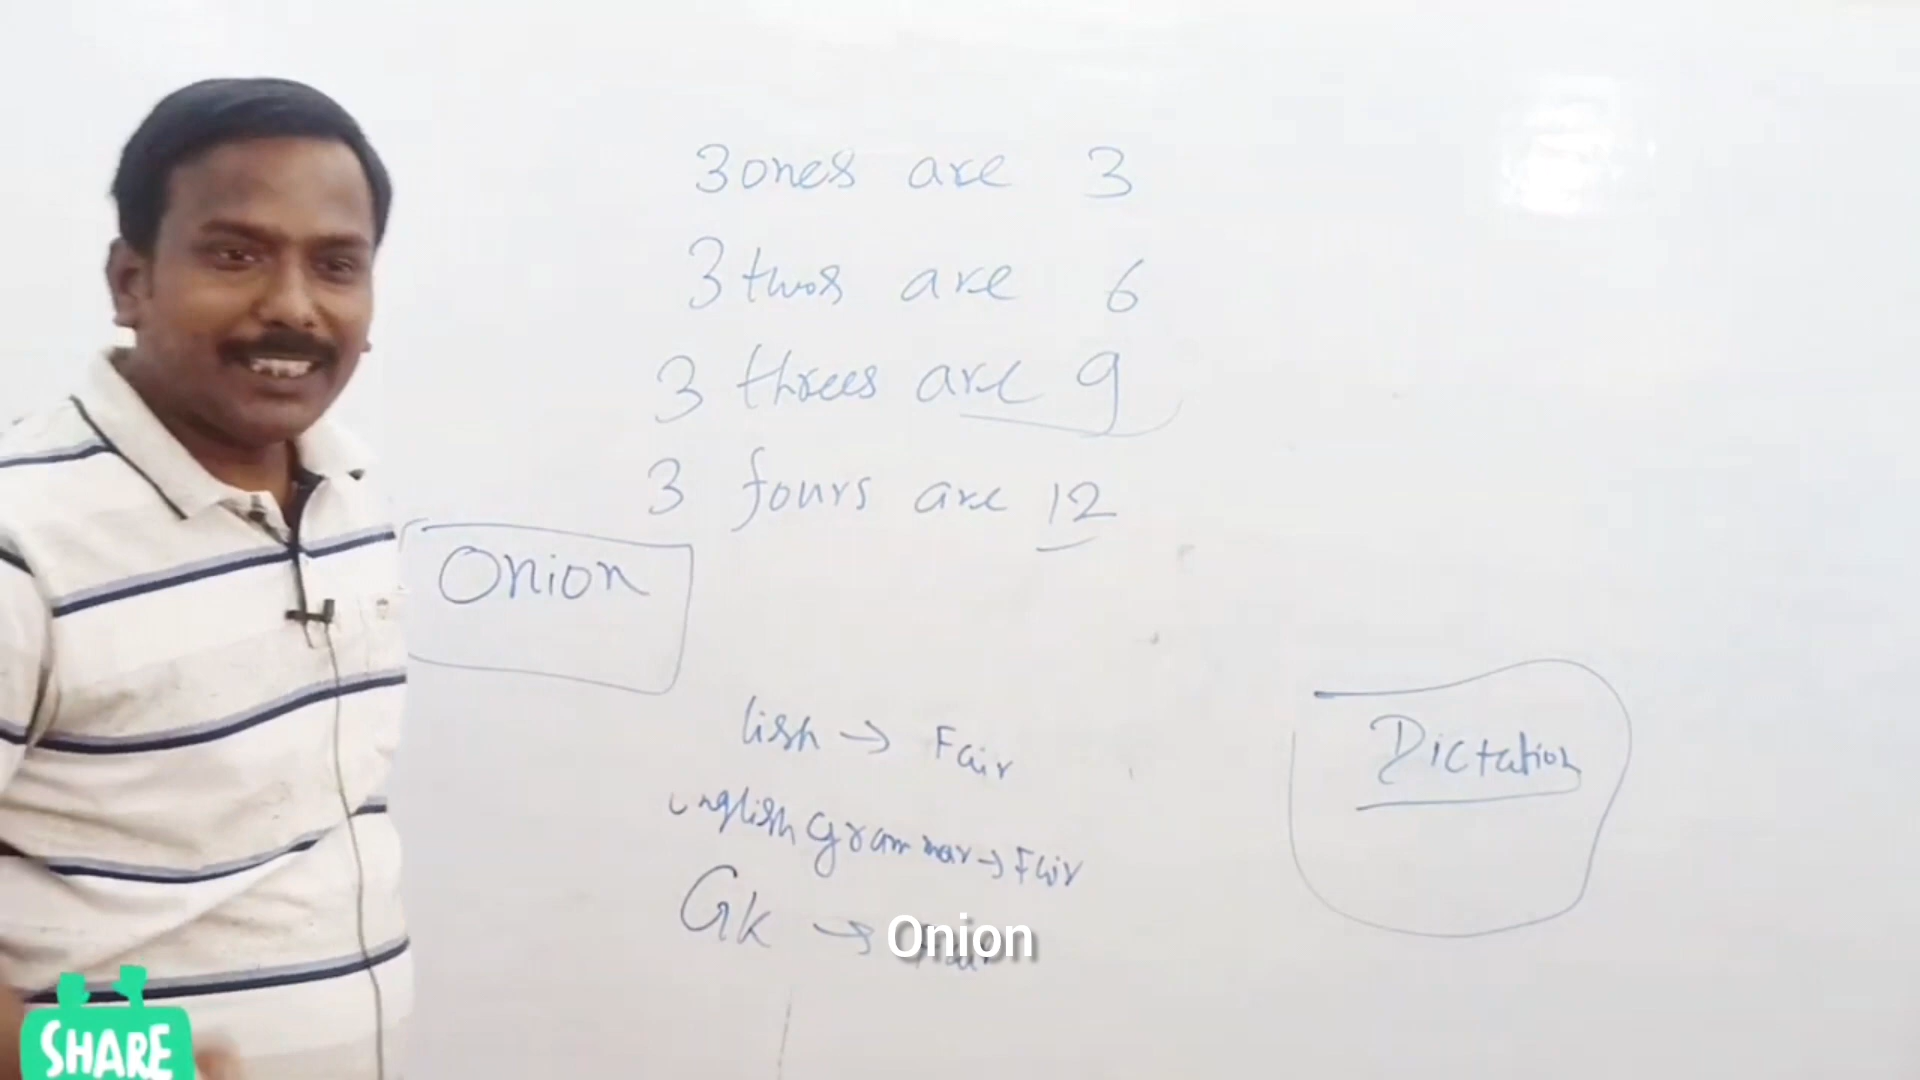 3 ones are 3
3 twos are 6
3 threes are 9
3 fours are 12
Onion
lish → Fair
english grammar → Fair
Dictation
Gk → Fair
Onion
SHARE